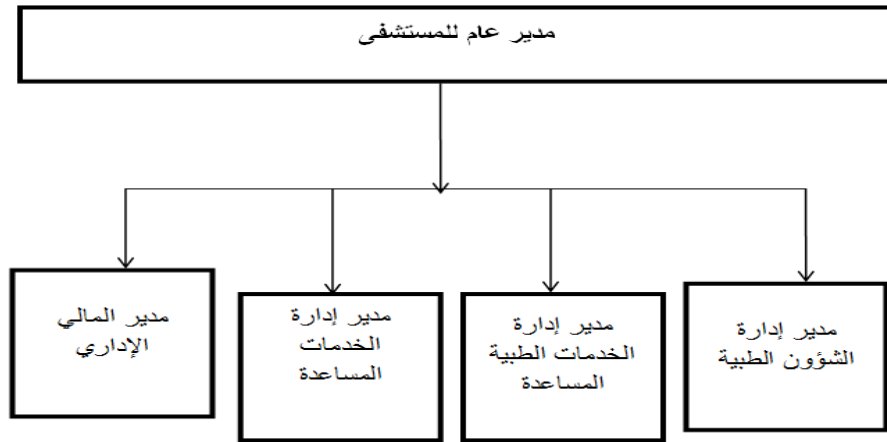 مدير عام للمستشفى
مدير إدارة
الشؤون الطبية
مدير إدارة
الخدمات الطبية
المساعدة
مدير إدارة
الخدمات
المساعدة
مدير المالي
الإداري